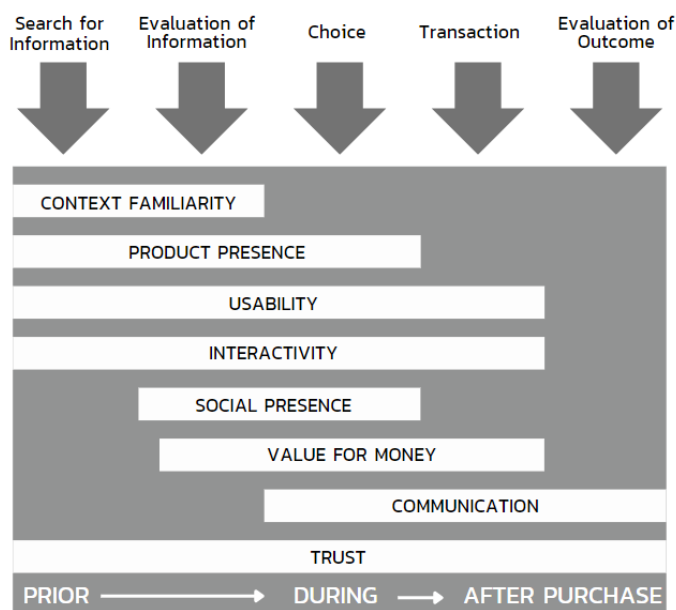 Search for
Information
Evaluation of
Information
Choice
Transaction
Evaluation of
Outcome
CONTEXT FAMILIARITY
PRODUCT PRESENCE
USABILITY
INTERACTIVITY
SOCIAL PRESENCE
VALUE FOR MONEY
COMMUNICATION
TRUST
PRIOR DURING AFTER PURCHASE